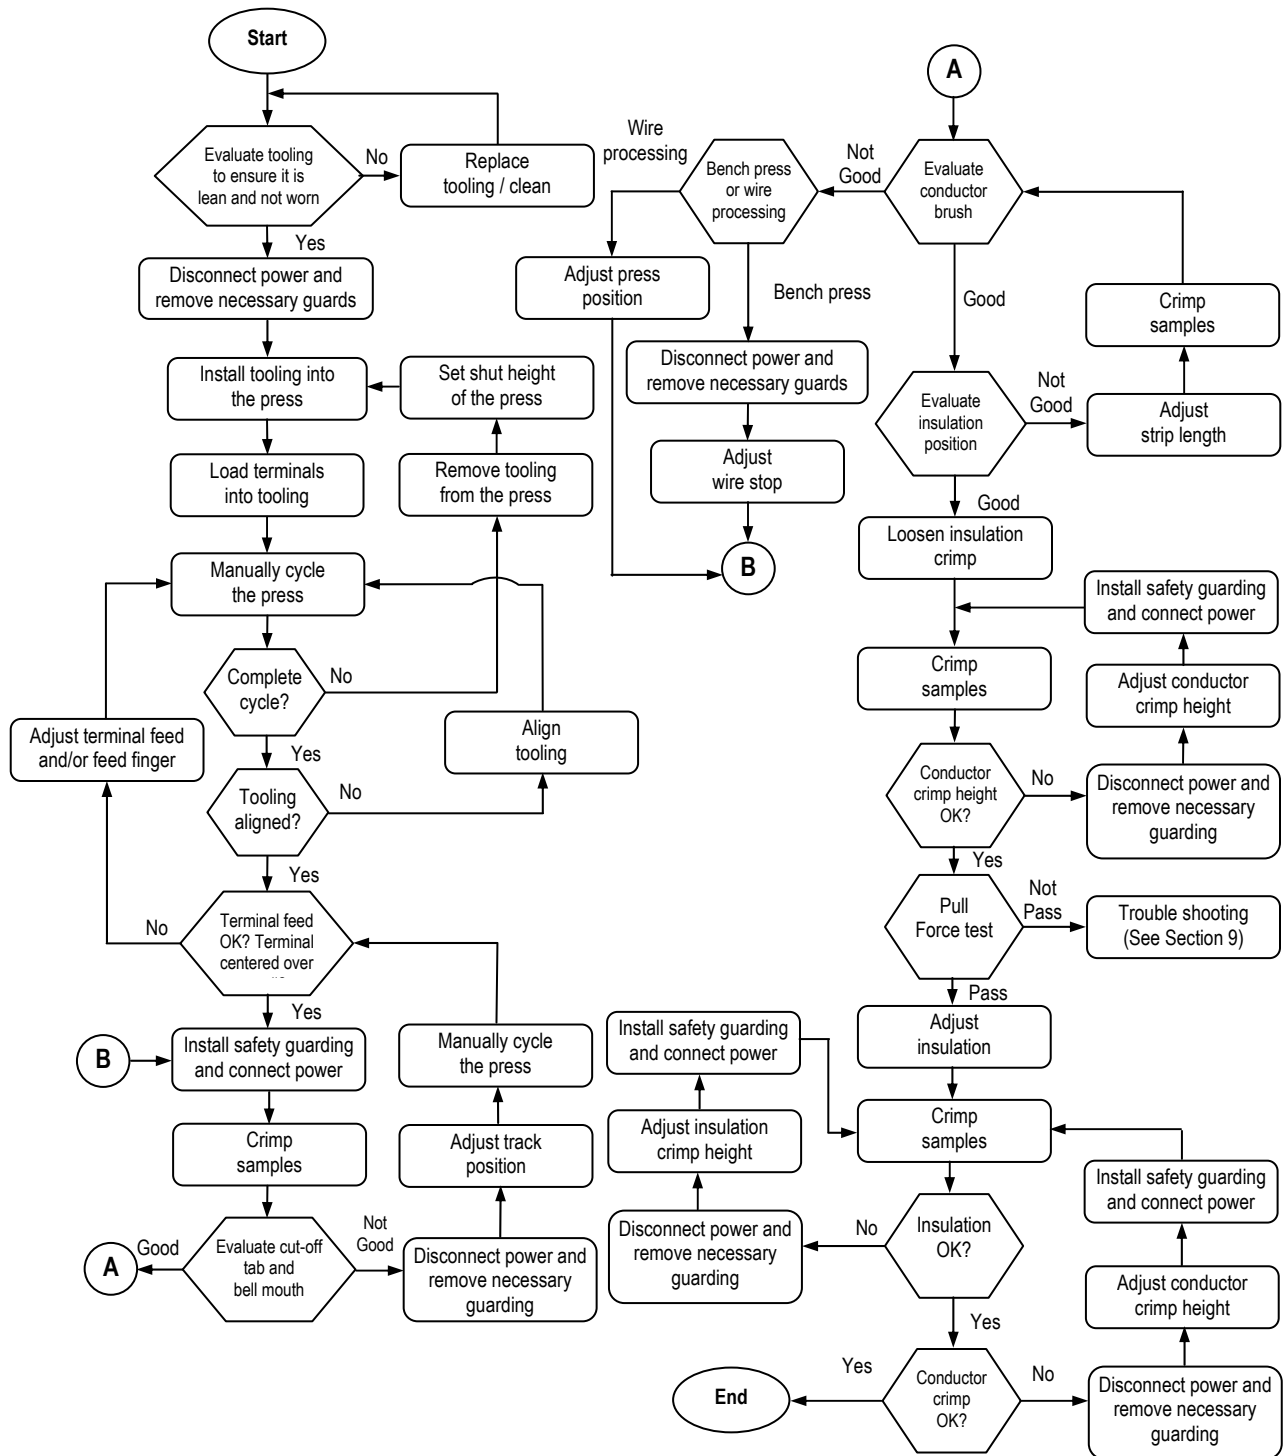 Start
Evaluate tooling
to ensure it is
lean and not worn
No
Replace
tooling / clean
Yes
Disconnect power and
remove necessary guards
Install tooling into
the press
Set shut height
of the press
Load terminals
into tooling
Remove tooling
from the press
Manually cycle
the press
Complete
cycle?
No
Adjust terminal feed
and/or feed finger
Align
tooling
Yes
Tooling
aligned?
No
Yes
Terminal feed
OK? Terminal
centered over
No
Yes
B
Install safety guarding
and connect power
Manually cycle
the press
Crimp
samples
Adjust track
position
A
Good
Evaluate cut-off
tab and
bell mouth
Not
Good
Disconnect power and
remove necessary
guarding
A
Wire
processing
Bench press
or wire
processing
Not
Good
Evaluate
conductor
brush
Adjust press
position
Bench press
Good
Crimp
samples
Disconnect power and
remove necessary guards
Evaluate
insulation
position
Not
Good
Adjust
strip length
Adjust
wire stop
Good
B
Loosen insulation
crimp
Install safety guarding
and connect power
Crimp
samples
Adjust conductor
crimp height
Conductor
crimp height
OK?
No
Disconnect power and
remove necessary
guarding
Yes
Pull
Force test
Not
Pass
Trouble shooting
(See Section 9)
Pass
Adjust
insulation
Install safety guarding
and connect power
Crimp
samples
Adjust insulation
crimp height
Install safety guarding
and connect power
Disconnect power and
remove necessary
guarding
No
Insulation
OK?
Adjust conductor
crimp height
Yes
End
Yes
Conductor
crimp
OK?
No
Disconnect power and
remove necessary
guarding